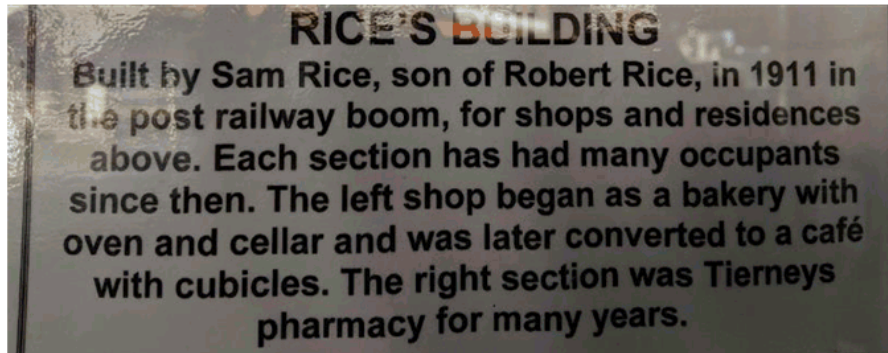 RICE'S BUILDING
Built by Sam Rice, son of Robert Rice, in 1911 in
the post railway boom, for shops and residences
above. Each section has had many occupants
since then. The left shop began as a bakery with
oven and cellar and was later converted to a café
with cubicles. The right section was Tierneys
pharmacy for many years.